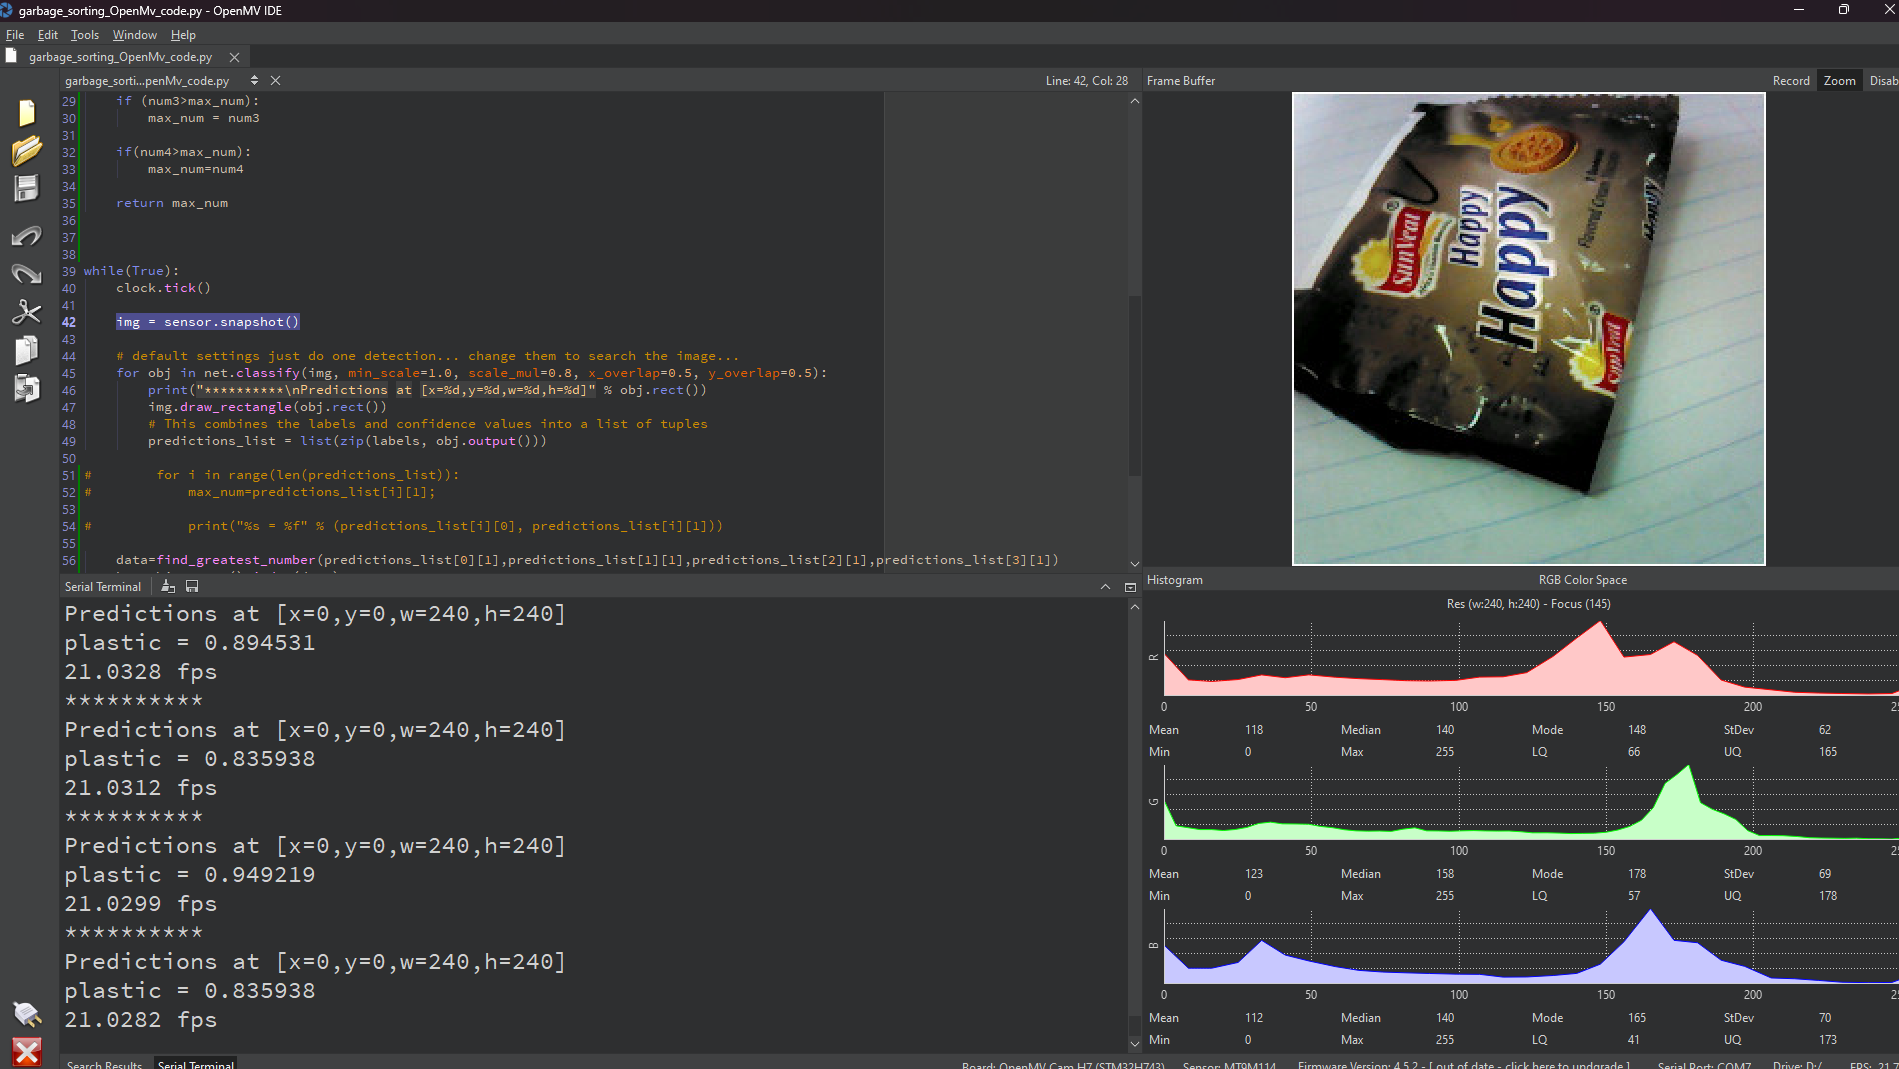 garbage_sorting_OpenMv_code.py - OpenMV IDE
File Edit Tools Window Help
garbage_sorting_OpenMv_code.py
garbage_sorti...penMv_code.py
Line: 42, Col: 28
29 if (num3>max_num):
30 max_num = num3
31
32 if(num4>max_num):
33 max_num=num4
34
35 return max_num
36
37
38
39 while(True):
40 clock.tick()
41
42 img = sensor.snapshot()
43
44 # default settings just do one detection... change them to search the image...
45 for obj in net.classify(img, min_scale=1.0, scale_mul=0.8, x_overlap=0.5, y_overlap=0.5):
46 print("**********\nPredictions at [x=%d,y=%d,w=%d,h=%d]" % obj.rect())
47 img.draw_rectangle(obj.rect())
48 # This combines the labels and confidence values into a list of tuples
49 predictions_list = list(zip(labels, obj.output()))
50
51 # for i in range(len(predictions_list)):
52 # max_num=predictions_list[i][1];
53
54 # print("%s = %f" % (predictions_list[i][0], predictions_list[i][1]))
55
56 data=find_greatest_number(predictions_list[0][1],predictions_list[1][1],predictions_list[2][1],predictions_list[3][1])
Serial Terminal
Predictions at [x=0,y=0,w=240,h=240]
plastic = 0.894531
21.0328 fps
**********
Predictions at [x=0,y=0,w=240,h=240]
plastic = 0.835938
21.0312 fps
**********
Predictions at [x=0,y=0,w=240,h=240]
plastic = 0.949219
21.0299 fps
**********
Predictions at [x=0,y=0,w=240,h=240]
plastic = 0.835938
21.0282 fps
Search Results Serial Terminal
Frame Buffer
Record Zoom Disab
Sun Veat
Happy
Happy
Flavored Cream
Sun Veat
Histogram
RGB Color Space
Res (w:240, h:240) - Focus (145)
R
0 50 100 150 200 25
Mean 118 Median 140 Mode 148 StDev 62
Min 0 Max 255 LQ 66 UQ 165
G
0 50 100 150 200 25
Mean 123 Median 158 Mode 178 StDev 69
Min 0 Max 255 LQ 57 UQ 178
B
0 50 100 150 200 25
Mean 112 Median 140 Mode 165 StDev 70
Min 0 Max 255 LQ 41 UQ 173
Board: OpenMV Cam H7 (STM32H743) Sensor: MT9M114 Firmware Version: 4.5.2 - [ out of date - click here to updgrade ] Serial Port: COM7 Drive: D:/ FPS: 21.7